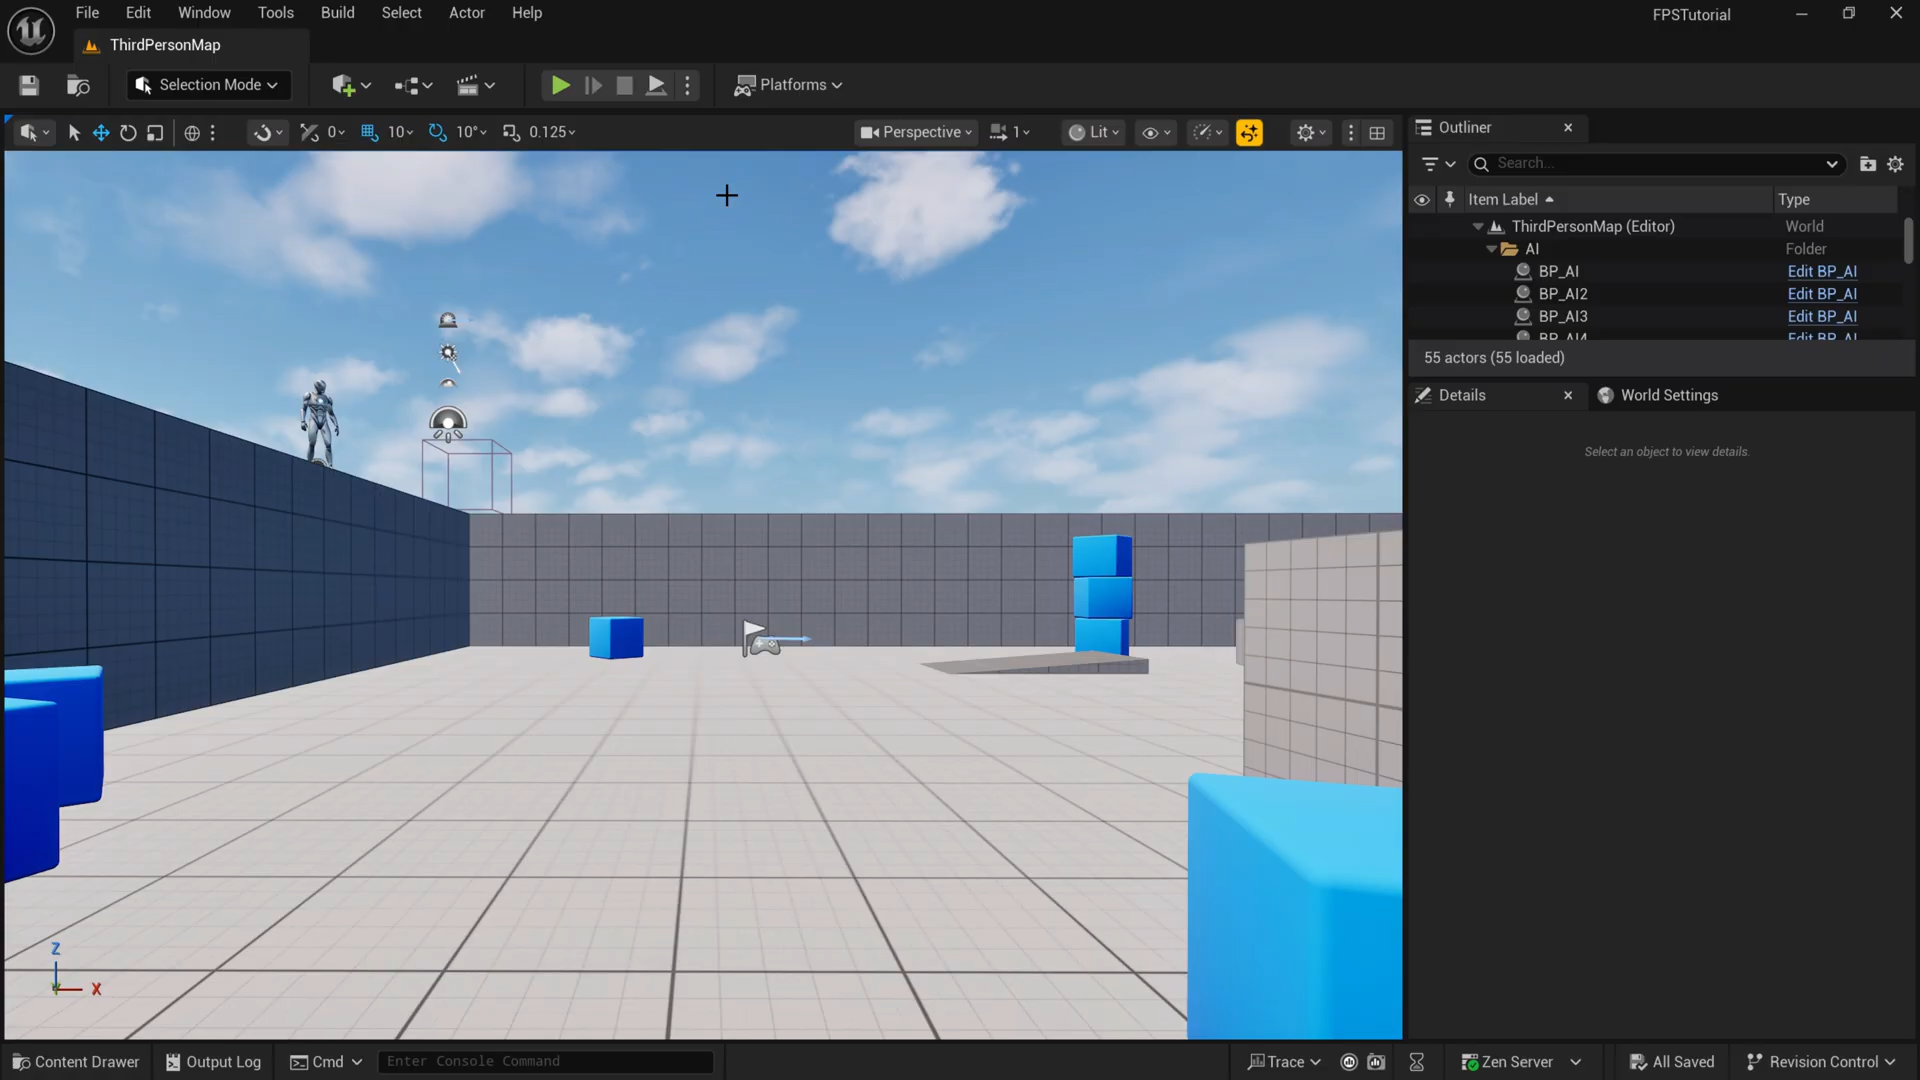 File Edit Window Tools Build Select Actor Help
FPSTutorial
ThirdPersonMap
Selection Mode
Platforms
0 10 10° 0.125
Perspective 1 Lit
Outliner
Search...
Item Label Type
ThirdPersonMap (Editor) World
AI Folder
BP_AI Edit BP_AI
BP_AI2 Edit BP_AI
BP_AI3 Edit BP_AI
BP_AI4 Edit BP_AI
55 actors (55 loaded)
Details World Settings
Select an object to view details.
Z
X
Content Drawer Output Log Cmd Enter Console Command Trace Zen Server All Saved Revision Control